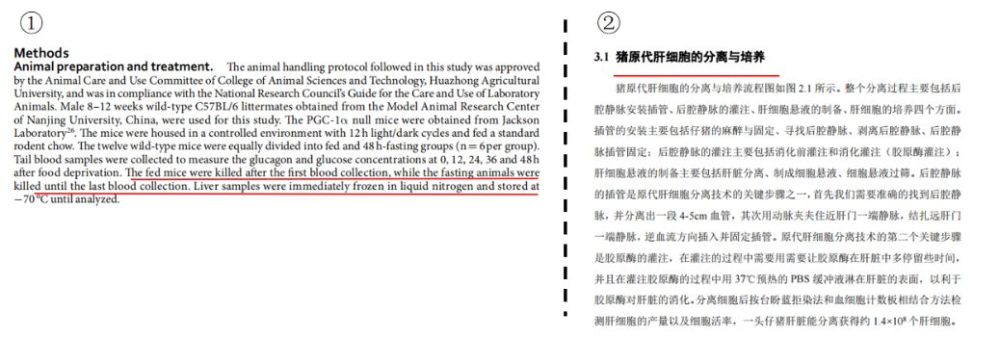 ①
Methods
Animal preparation and treatment. The animal handling protocol followed in this study was approved
by the Animal Care and Use Committee of College of Animal Sciences and Technology, Huazhong Agricultural
University, and was in compliance with the National Research Council's Guide for the Care and Use of Laboratory
Animals. Male 8–12 weeks wild-type C57BL/6 littermates obtained from the Model Animal Research Center
of Nanjing University, China, were used for this study. The PGC-1α null mice were obtained from Jackson
Laboratory²⁶. The mice were housed in a controlled environment with 12 h light/dark cycles and fed a standard
rodent chow. The twelve wild-type mice were equally divided into fed and 48 h-fasting groups (n = 6 per group).
Tail blood samples were collected to measure the glucagon and glucose concentrations at 0, 12, 24, 36 and 48 h
after food deprivation. The fed mice were killed after the first blood collection, while the fasting animals were
killed until the last blood collection. Liver samples were immediately frozen in liquid nitrogen and stored at
−70 °C until analyzed.
②
3.1 猪原代肝细胞的分离与培养
猪原代肝细胞的分离与培养流程图如图 2.1 所示。整个分离过程主要包括后
腔静脉安装插管、后腔静脉的灌注、肝细胞悬液的制备、肝细胞的培养四个方面。
插管的安装主要包括仔猪的麻醉与固定、寻找后腔静脉、剥离后腔静脉、后腔静
脉插管固定；后腔静脉的灌注主要包括消化前灌注和消化灌注（胶原酶灌注）；
肝细胞悬液的制备主要包括肝脏分离、制成细胞悬液、细胞悬液过筛。后腔静脉
的插管是原代肝细胞分离技术的关键步骤之一，首先我们需要准确的找到后腔静
脉，并分离出一段 4-5cm 血管，其次用动脉夹夹住近肝门一端静脉，结扎远肝门
一端静脉，逆血流方向插入并固定插管。原代肝细胞分离技术的第二个关键步骤
是胶原酶的灌注，在灌注的过程中需要用需要让胶原酶在肝脏中多停留些时间，
并且在灌注胶原酶的过程中用 37℃预热的 PBS 缓冲液淋在肝脏的表面，以利于
胶原酶对肝脏的消化。分离细胞后按台盼蓝拒染法和血细胞计数板相结合方法检
测肝细胞的产量以及细胞活率，一头仔猪肝脏能分离获得约 1.4×10⁸ 个肝细胞。